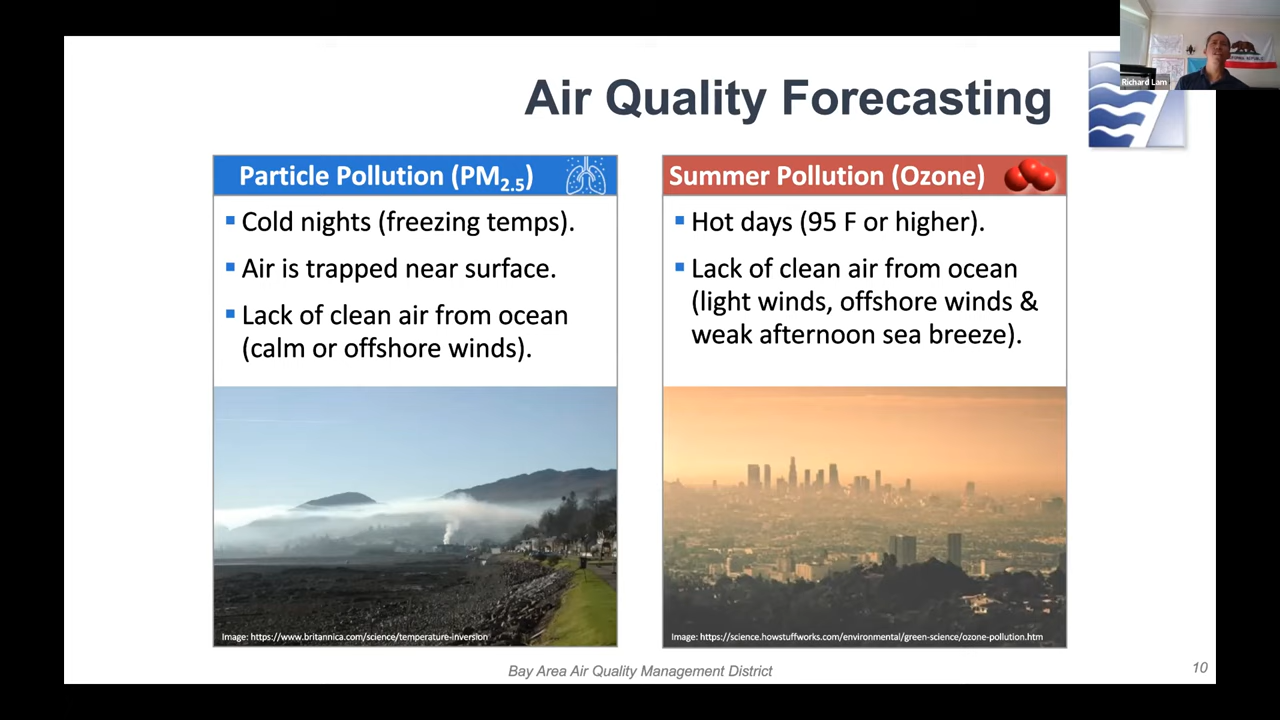 Air Quality Forecasting
Richard Lam
Particle Pollution (PM2.5)
Cold nights (freezing temps).
Air is trapped near surface.
Lack of clean air from ocean
(calm or offshore winds).
Image: https://www.britannica.com/science/temperature-inversion
Summer Pollution (Ozone)
Hot days (95 F or higher).
Lack of clean air from ocean
(light winds, offshore winds &
weak afternoon sea breeze).
Image: https://science.howstuffworks.com/environmental/green-science/ozone-pollution.htm
Bay Area Air Quality Management District
10